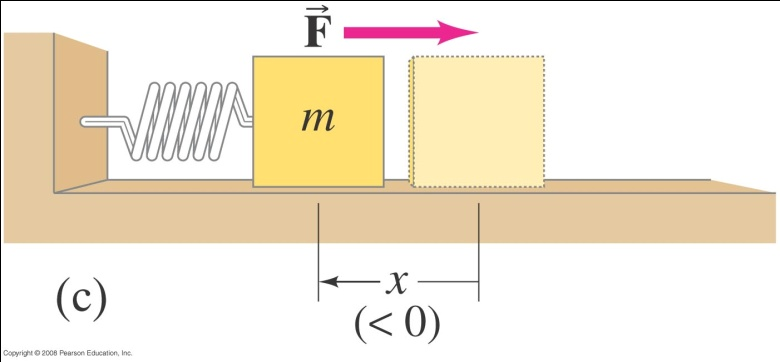 F
m
x
(< 0)
(c)
Copyright © 2008 Pearson Education, Inc.